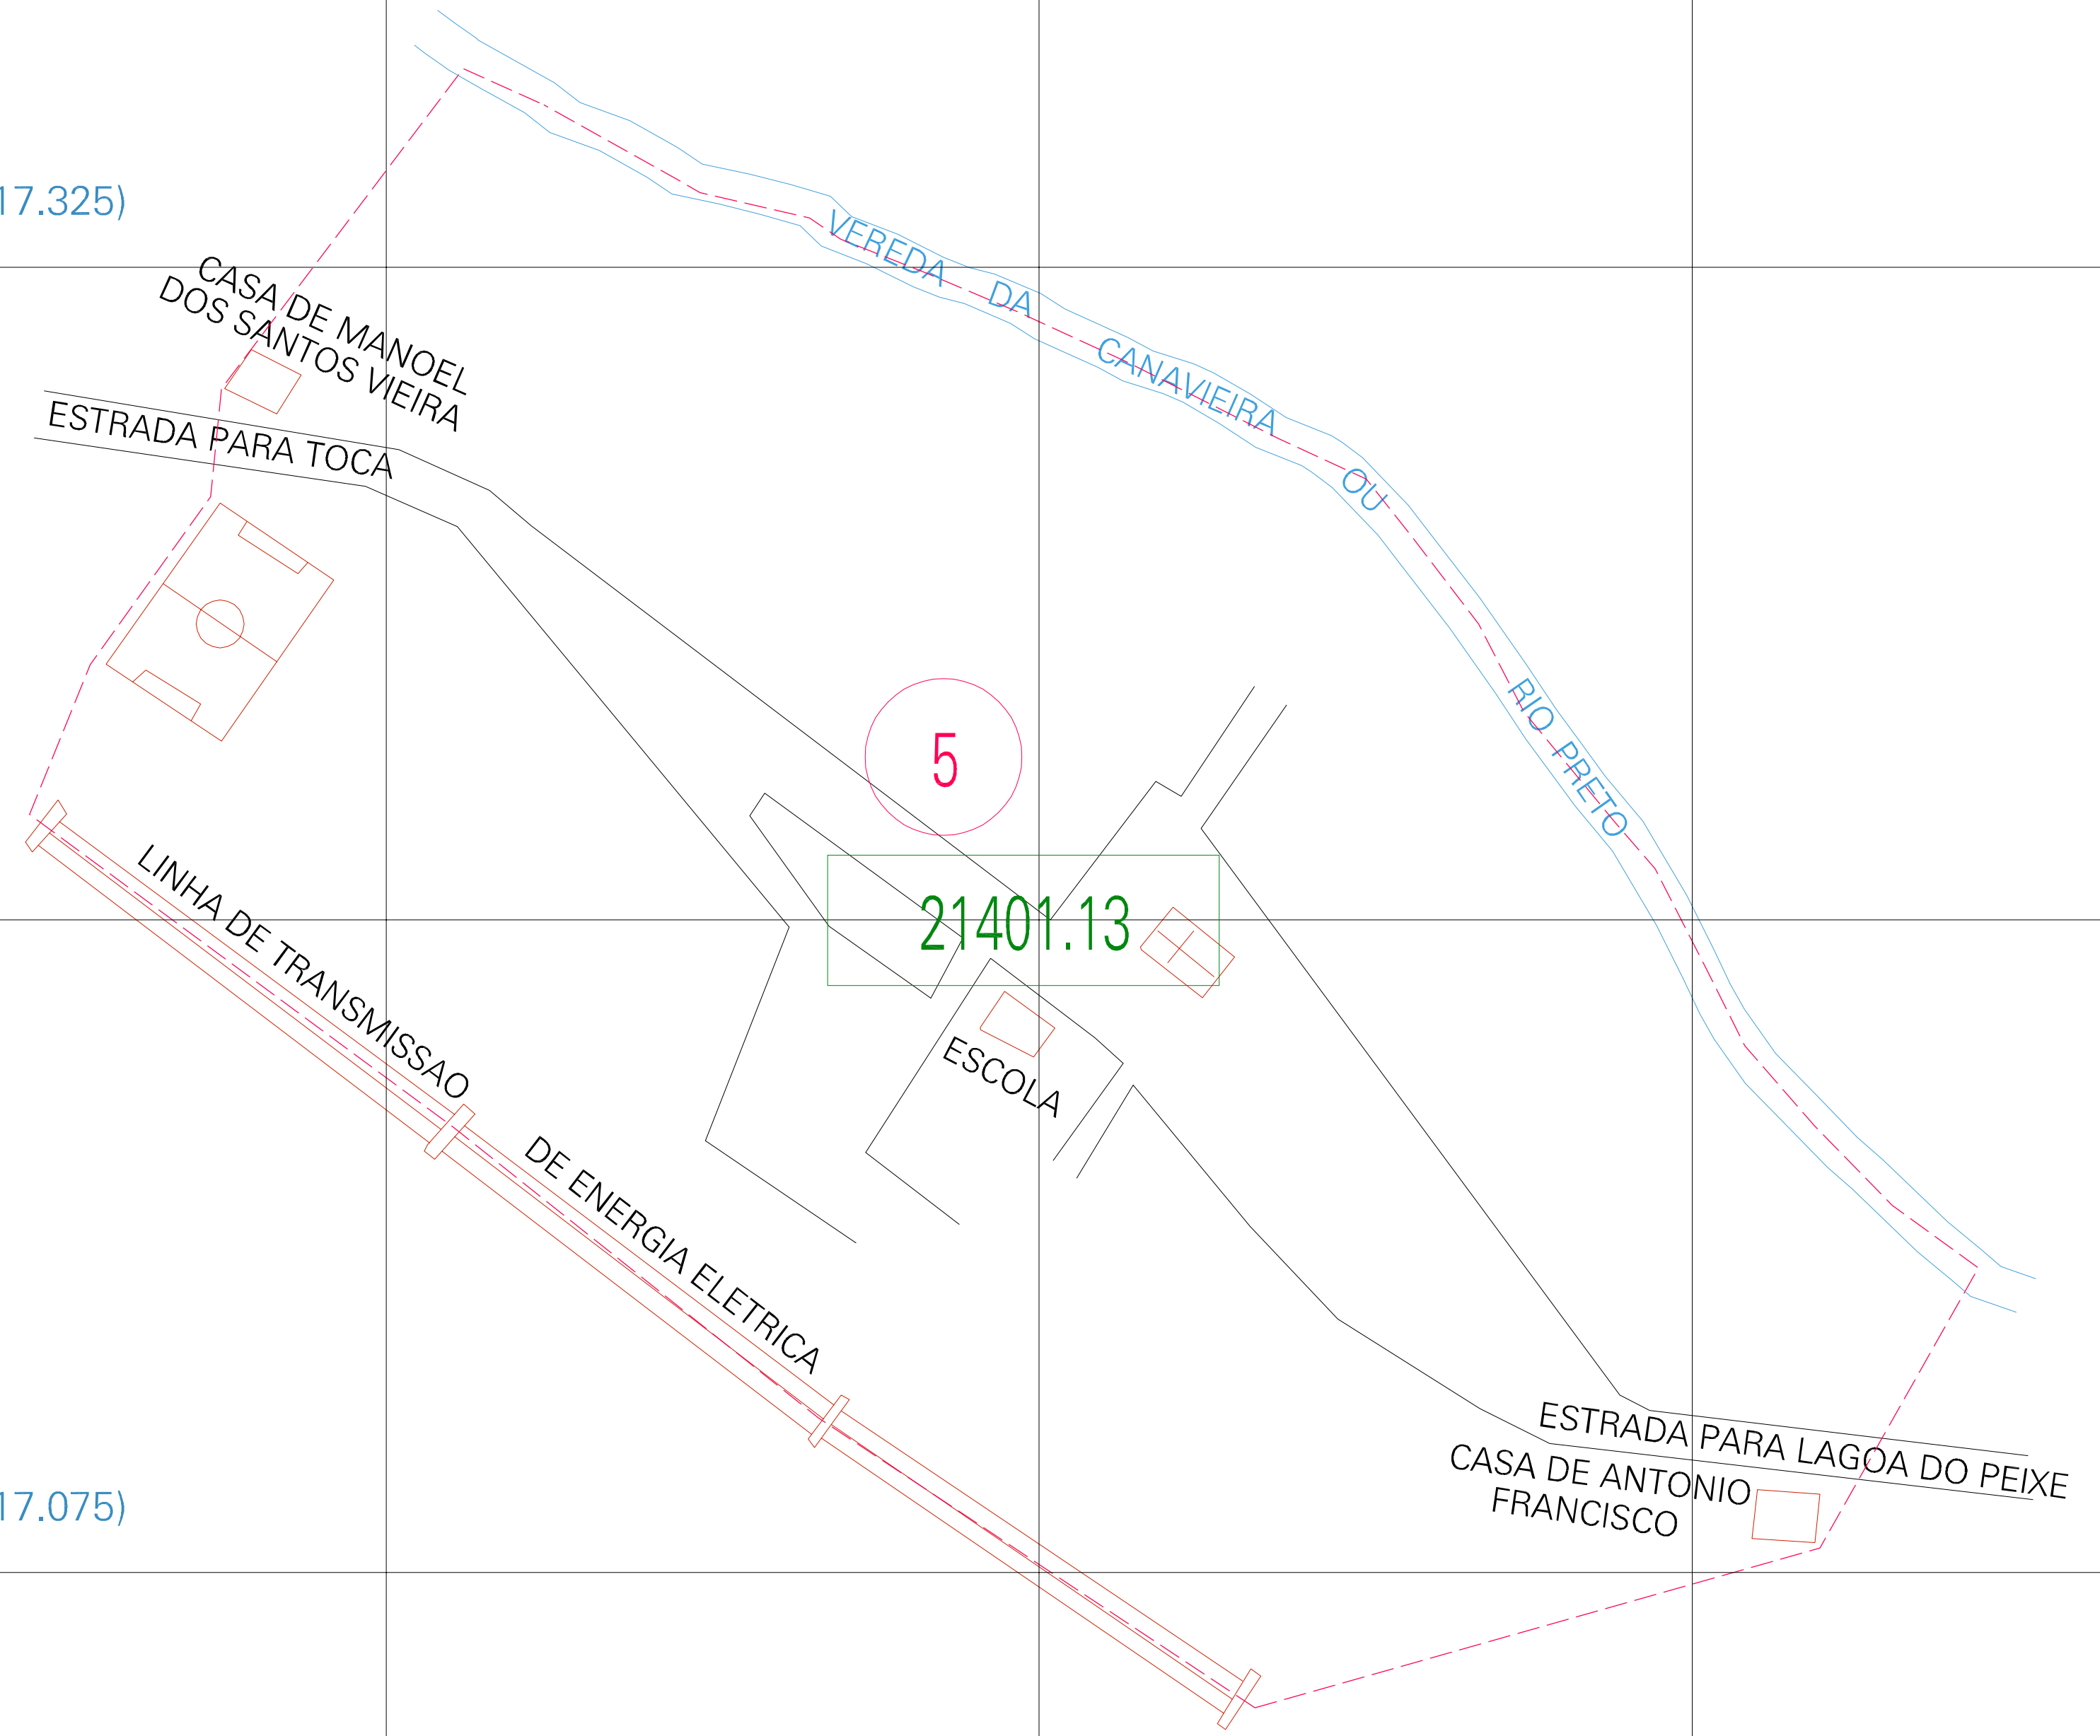 17.325)
CASA DE MANOEL
DOS SANTOS VIEIRA
ESTRADA PARA TOCA
VEREDA DA CANAVIEIRA OU RIO PRETO
5
21401.13
ESCOLA
LINHA DE TRANSMISSAO DE ENERGIA ELETRICA
ESTRADA PARA LAGOA DO PEIXE
CASA DE ANTONIO
FRANCISCO
17.075)